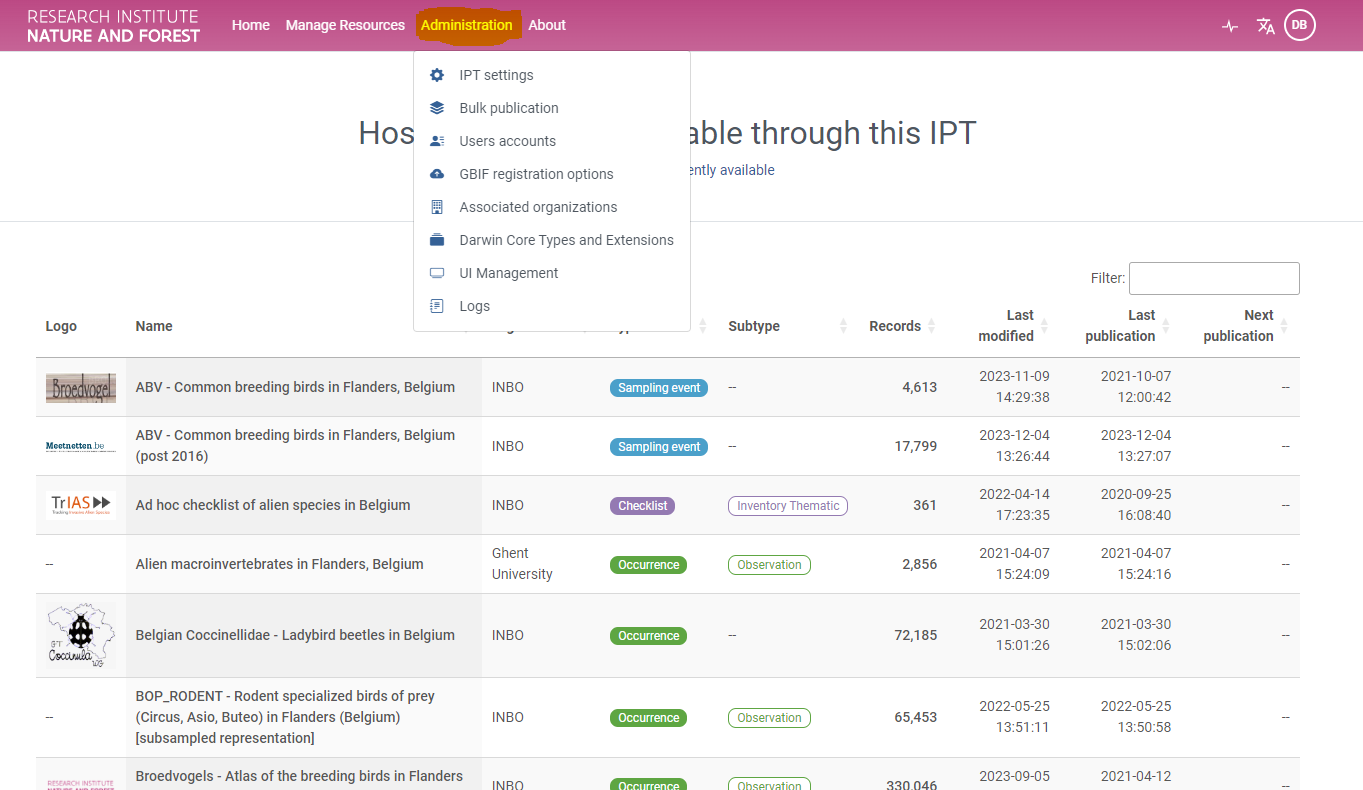 RESEARCH INSTITUTE
NATURE AND FOREST
Home Manage Resources Administration About
DB
IPT settings
Bulk publication
Users accounts
GBIF registration options
Associated organizations
Darwin Core Types and Extensions
UI Management
Logs
Hos able through this IPT
ently available
Filter:
Logo Name Subtype Records Last modified Last publication Next publication
Broedvogel ABV - Common breeding birds in Flanders, Belgium INBO Sampling event -- 4,613 2023-11-09 14:29:38 2021-10-07 12:00:42 --
Meetnetten.be ABV - Common breeding birds in Flanders, Belgium (post 2016) INBO Sampling event -- 17,799 2023-12-04 13:26:44 2023-12-04 13:27:07 --
TrIAS Ad hoc checklist of alien species in Belgium INBO Checklist Inventory Thematic 361 2022-04-14 17:23:35 2020-09-25 16:08:40 --
-- Alien macroinvertebrates in Flanders, Belgium Ghent University Occurrence Observation 2,856 2021-04-07 15:24:09 2021-04-07 15:24:16 --
GT Coccinula WG Belgian Coccinellidae - Ladybird beetles in Belgium INBO Occurrence -- 72,185 2021-03-30 15:01:26 2021-03-30 15:02:06 --
-- BOP_RODENT - Rodent specialized birds of prey (Circus, Asio, Buteo) in Flanders (Belgium) [subsampled representation] INBO Occurrence Observation 65,453 2022-05-25 13:51:11 2022-05-25 13:50:58 --
RESEARCH INSTITUTE NATURE AND FOREST Broedvogels - Atlas of the breeding birds in Flanders INBO Occurrence Observation 330,046 2023-09-05 2021-04-12 --